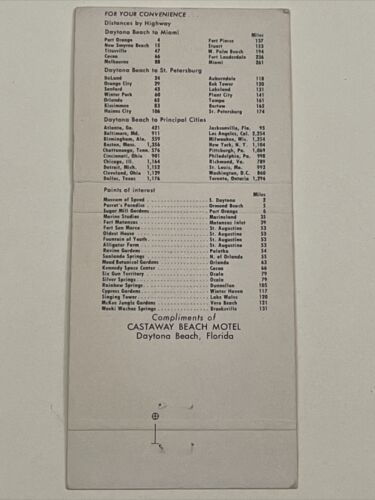 FOR YOUR CONVENIENCE . . .
Distances by Highway
Daytona Beach to Miami Miles
Port Orange 4 Fort Pierce 137
New Smyrna Beach 15 Stuart 153
Titusville 47 W. Palm Beach 194
Cocoa 66 Fort Lauderdale 236
Melbourne 88 Miami 261
Daytona Beach to St. Petersburg
DeLand 24 Auburndale 118
Orange City 29 Oak Tower 120
Sanford 43 Lakeland 131
Winter Park 60 Plant City 141
Orlando 65 Tampa 161
Kissimmee 83 Bartow 163
Haines City 106 St. Petersburg 174
Daytona Beach to Principal Cities
Atlanta, Ga. 431 Jacksonville, Fla. 93
Baltimore, Md. 911 Los Angeles, Cal. 2,554
Birmingham, Ala. 559 Milwaukee, Wis. 1,254
Boston, Mass. 1,356 New York, N. Y. 1,104
Chattanooga, Tenn. 576 Pittsburgh, Pa. 1,069
Cincinnati, Ohio 901 Philadelphia, Pa. 998
Chicago, Ill. 1,164 Richmond, Va. 789
Detroit, Mich. 1,185 St. Louis, Mo. 993
Cleveland, Ohio 1,139 Washington, D.C. 840
Dallas, Texas 1,176 Toronto, Ontario 1,396
Points of Interest Miles
Museum of Speed S. Daytona 2
Parrot's Paradise Ormond Beach 5
Sugar Mill Gardens Port Orange 6
Marine Studios Marineland 35
Fort Matanzas Matanzas Inlet 39
Fort San Marco St. Augustine 53
Oldest House St. Augustine 53
Fountain of Youth St. Augustine 53
Alligator Farm St. Augustine 53
Ravine Gardens Palatka 54
Sanlando Springs N. of Orlando 55
Mead Botanical Gardens Orlando 63
Kennedy Space Center Cocoa 66
Six Gun Territory Ocala 79
Silver Springs Ocala 79
Rainbow Springs Dunnellon 105
Cypress Gardens Winter Haven 117
Singing Tower Lake Wales 120
McKee Jungle Gardens Vero Beach 121
Weeki Wachee Springs Brooksville 131
Compliments of
CASTAWAY BEACH MOTEL
Daytona Beach, Florida